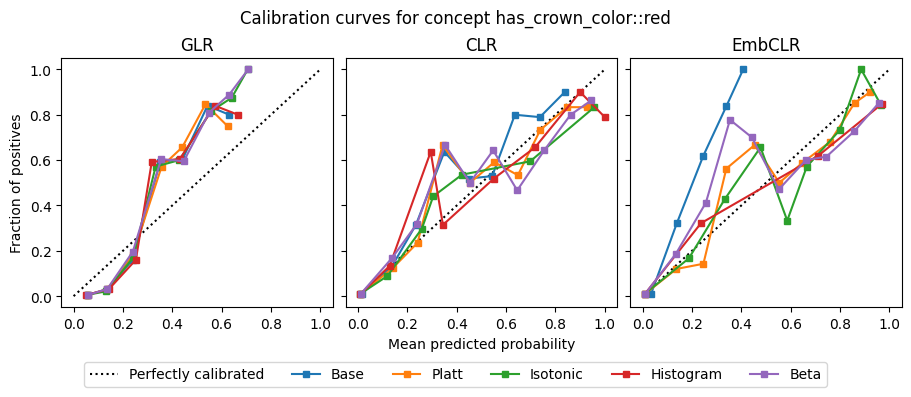 Calibration curves for concept has_crown_color::red
GLR
CLR
EmbCLR
Fraction of positives
1.0
0.8
0.6
0.4
0.2
0.0
0.0 0.2 0.4 0.6 0.8 1.0
0.0 0.2 0.4 0.6 0.8 1.0
0.0 0.2 0.4 0.6 0.8 1.0
Mean predicted probability
Perfectly calibrated
Base
Platt
Isotonic
Histogram
Beta